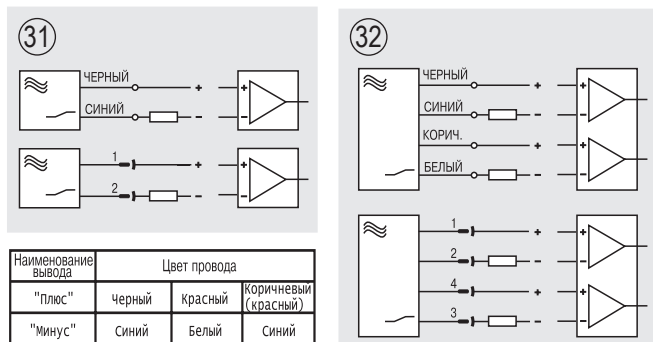 31
ЧЕРНЫЙ
+ +
СИНИЙ
- -
1
+ +
2
- -
Наименование вывода
Цвет провода
"Плюс" Черный Красный Коричневый (красный)
"Минус" Синий Белый Синий
32
ЧЕРНЫЙ
+ +
СИНИЙ
- -
КОРИЧ.
+ +
БЕЛЫЙ
- -
1
+ +
2
- -
4
+ +
3
- -